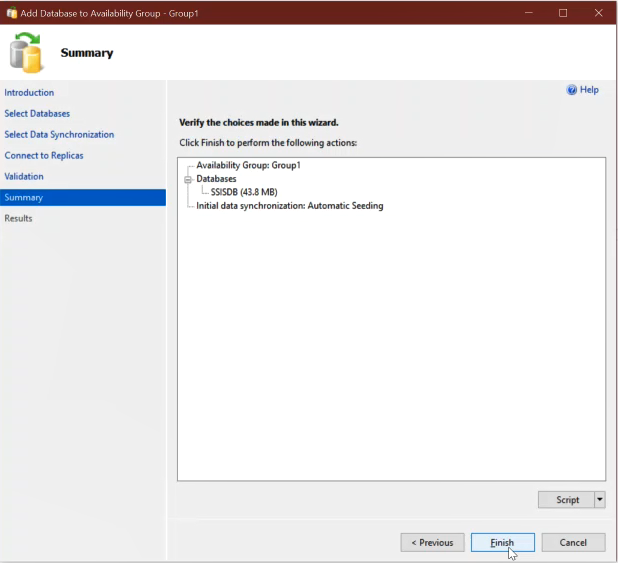 Add Database to Availability Group - Group1
Summary
Introduction
Help
Select Databases
Select Data Synchronization
Connect to Replicas
Validation
Summary
Results
Verify the choices made in this wizard.
Click Finish to perform the following actions:
Availability Group: Group1
Databases
SSISDB (43.8 MB)
Initial data synchronization: Automatic Seeding
Script
< Previous
Finish
Cancel